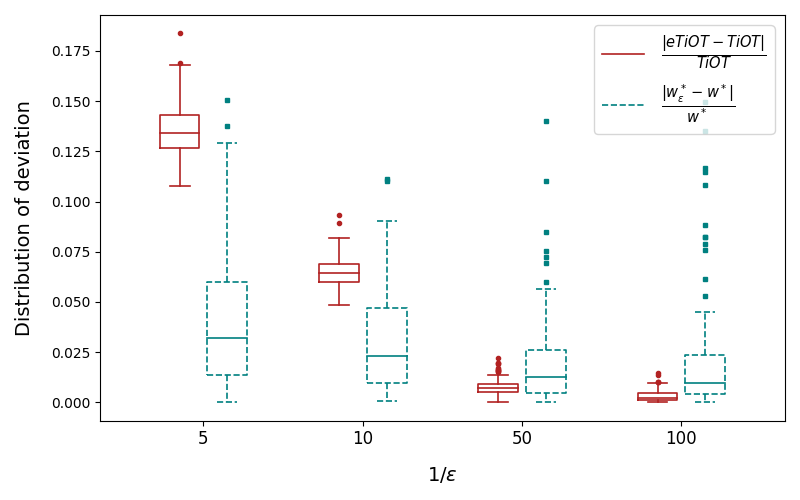 Distribution of deviation
0.175
0.150
0.125
0.100
0.075
0.050
0.025
0.000
|eTiOT − TiOT|
TiOT
|w*ε − w*|
w*
5 10 50 100
1/ε